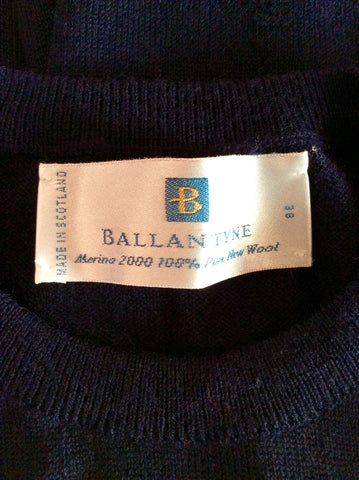 MADE IN SCOTLAND
B
BALLANTYNE
Merino 2000 100% Pure New Wool
38